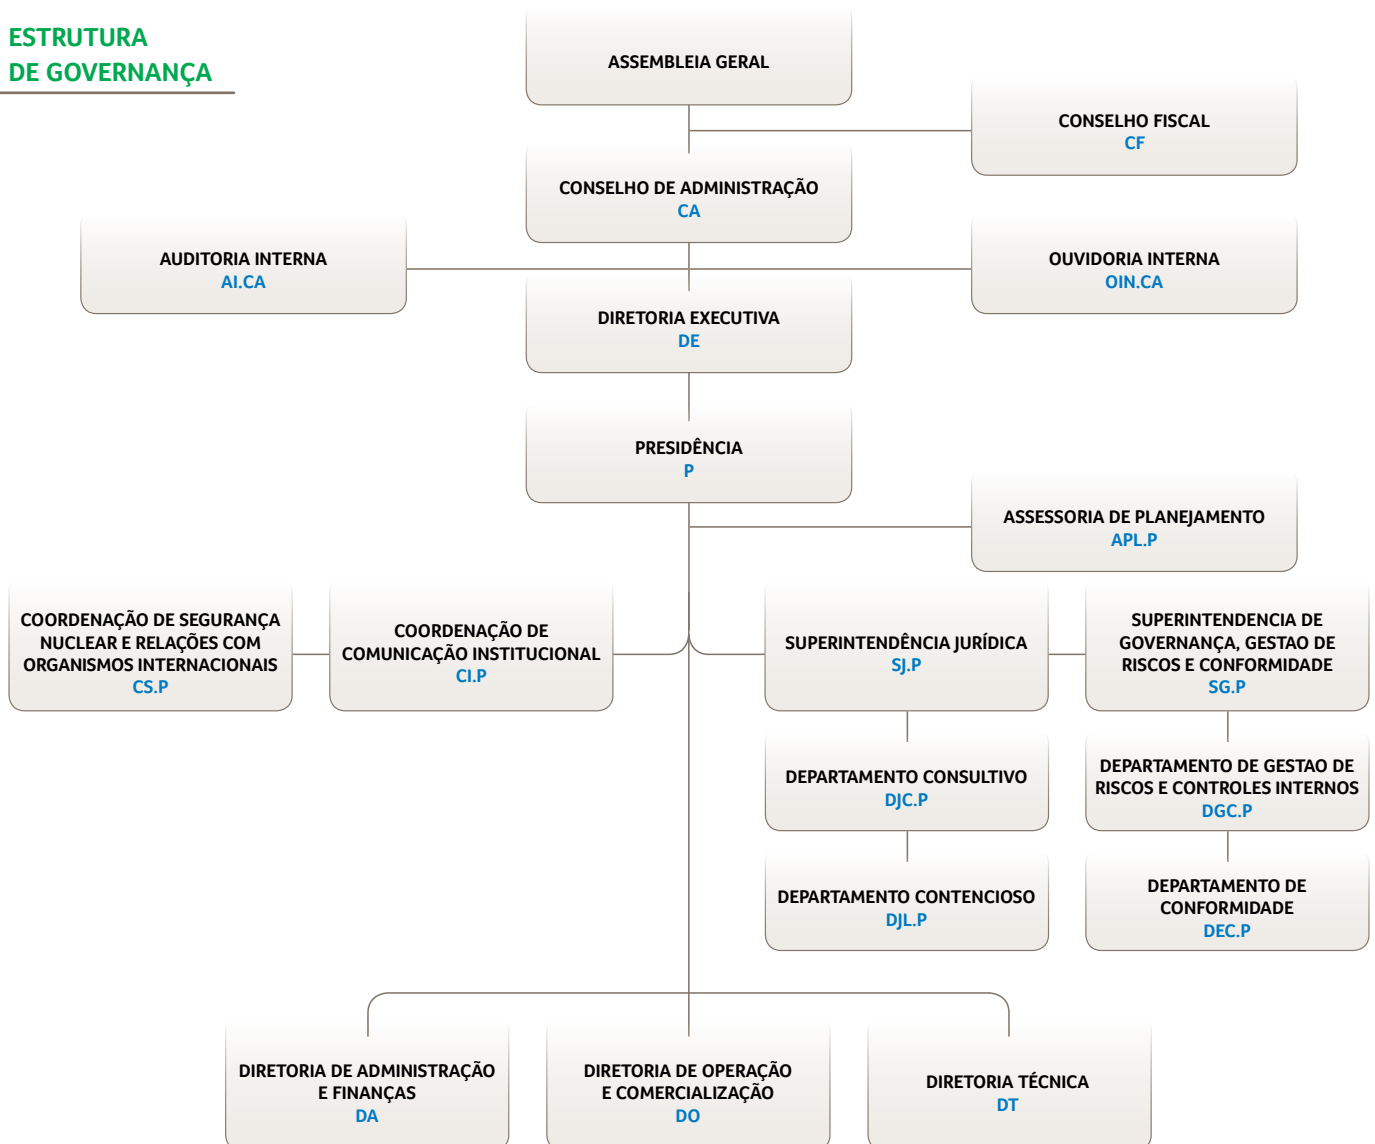 ESTRUTURA
DE GOVERNANÇA
ASSEMBLEIA GERAL
CONSELHO FISCAL
CF
CONSELHO DE ADMINISTRAÇÃO
CA
AUDITORIA INTERNA
AI.CA
OUVIDORIA INTERNA
OIN.CA
DIRETORIA EXECUTIVA
DE
PRESIDÊNCIA
P
ASSESSORIA DE PLANEJAMENTO
APL.P
COORDENAÇÃO DE SEGURANÇA
NUCLEAR E RELAÇÕES COM
ORGANISMOS INTERNACIONAIS
CS.P
COORDENAÇÃO DE
COMUNICAÇÃO INSTITUCIONAL
CI.P
SUPERINTENDÊNCIA JURÍDICA
SJ.P
SUPERINTENDENCIA DE
GOVERNANÇA, GESTAO DE
RISCOS E CONFORMIDADE
SG.P
DEPARTAMENTO CONSULTIVO
DJC.P
DEPARTAMENTO DE GESTAO DE
RISCOS E CONTROLES INTERNOS
DGC.P
DEPARTAMENTO CONTENCIOSO
DJL.P
DEPARTAMENTO DE
CONFORMIDADE
DEC.P
DIRETORIA DE ADMINISTRAÇÃO
E FINANÇAS
DA
DIRETORIA DE OPERAÇÃO
E COMERCIALIZAÇÃO
DO
DIRETORIA TÉCNICA
DT